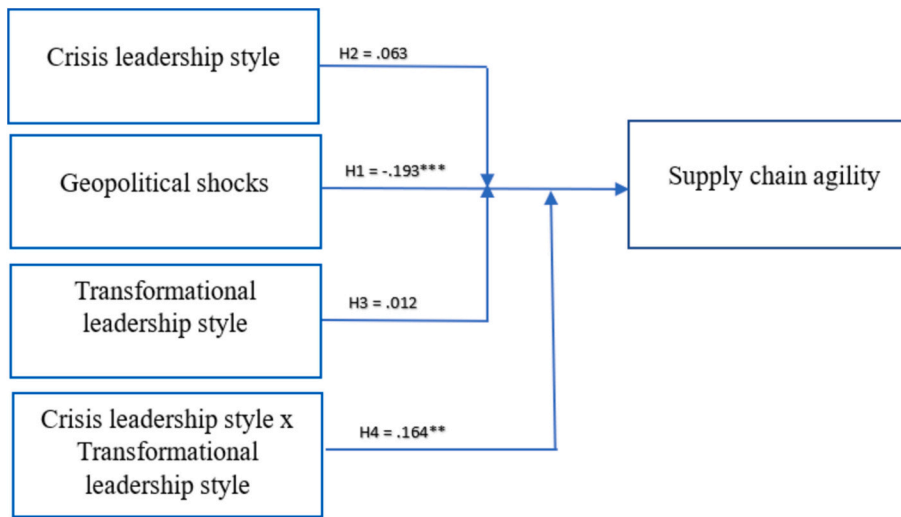 Crisis leadership style
H2 = .063
Geopolitical shocks
H1 = -.193***
Supply chain agility
Transformational
leadership style
H3 = .012
Crisis leadership style x
Transformational
leadership style
H4 = .164**